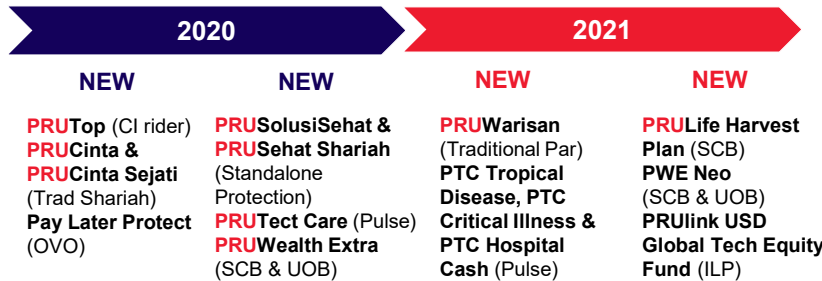 2020
2021
NEW
NEW
NEW
NEW
PRUTop (CI rider)
PRUCinta &
PRUCinta Sejati
(Trad Shariah)
Pay Later Protect
(OVO)
PRUSolusiSehat &
PRUSehat Shariah
(Standalone
Protection)
PRUTect Care (Pulse)
PRUWealth Extra
(SCB & UOB)
PRUWarisan
(Traditional Par)
PTC Tropical
Disease, PTC
Critical Illness &
PTC Hospital
Cash (Pulse)
PRULife Harvest
Plan (SCB)
PWE Neo
(SCB & UOB)
PRUlink USD
Global Tech Equity
Fund (ILP)